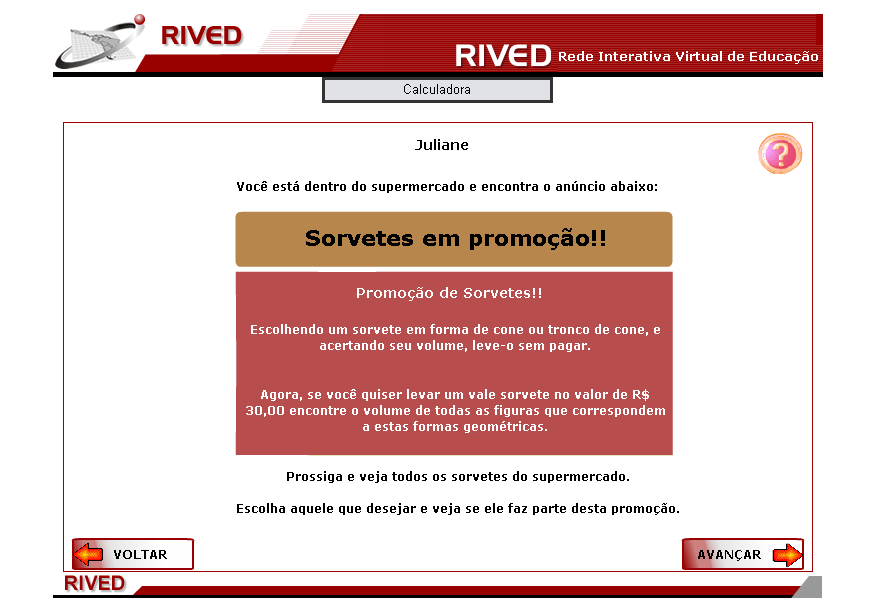 RIVED
RIVED Rede Interativa Virtual de Educação
Calculadora
Juliane
?
Você está dentro do supermercado e encontra o anúncio abaixo:
Sorvetes em promoção!!
Promoção de Sorvetes!!
Escolhendo um sorvete em forma de cone ou tronco de cone, e
acertando seu volume, leve-o sem pagar.
Agora, se você quiser levar um vale sorvete no valor de R$
30,00 encontre o volume de todas as figuras que correspondem
a estas formas geométricas.
Prossiga e veja todos os sorvetes do supermercado.
Escolha aquele que desejar e veja se ele faz parte desta promoção.
VOLTAR
AVANÇAR
RIVED